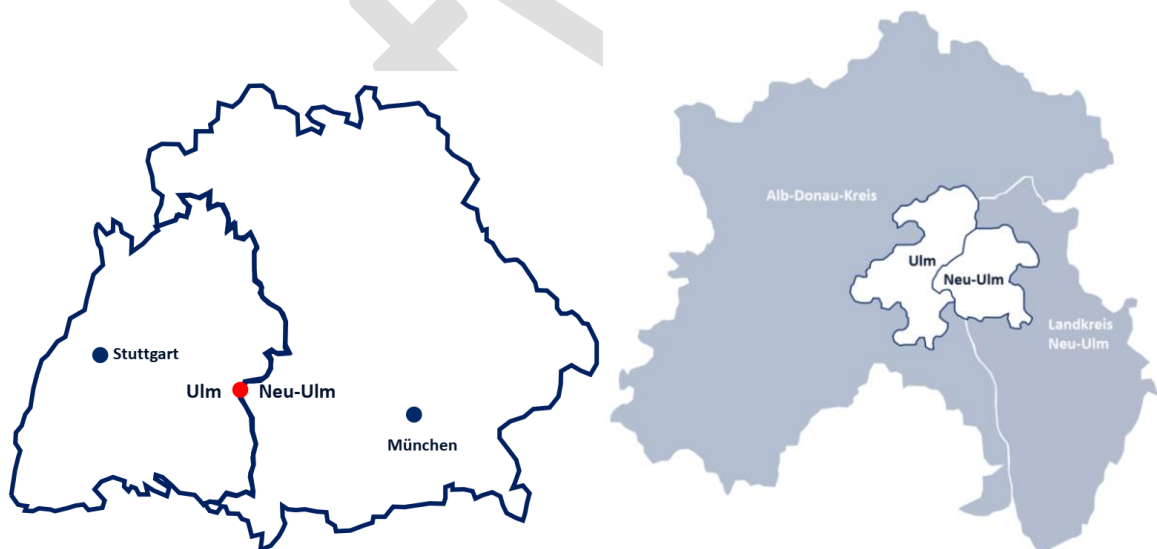 Stuttgart
Ulm Neu-Ulm
München
Alb-Donau-Kreis
Ulm
Neu-Ulm
Landkreis
Neu-Ulm